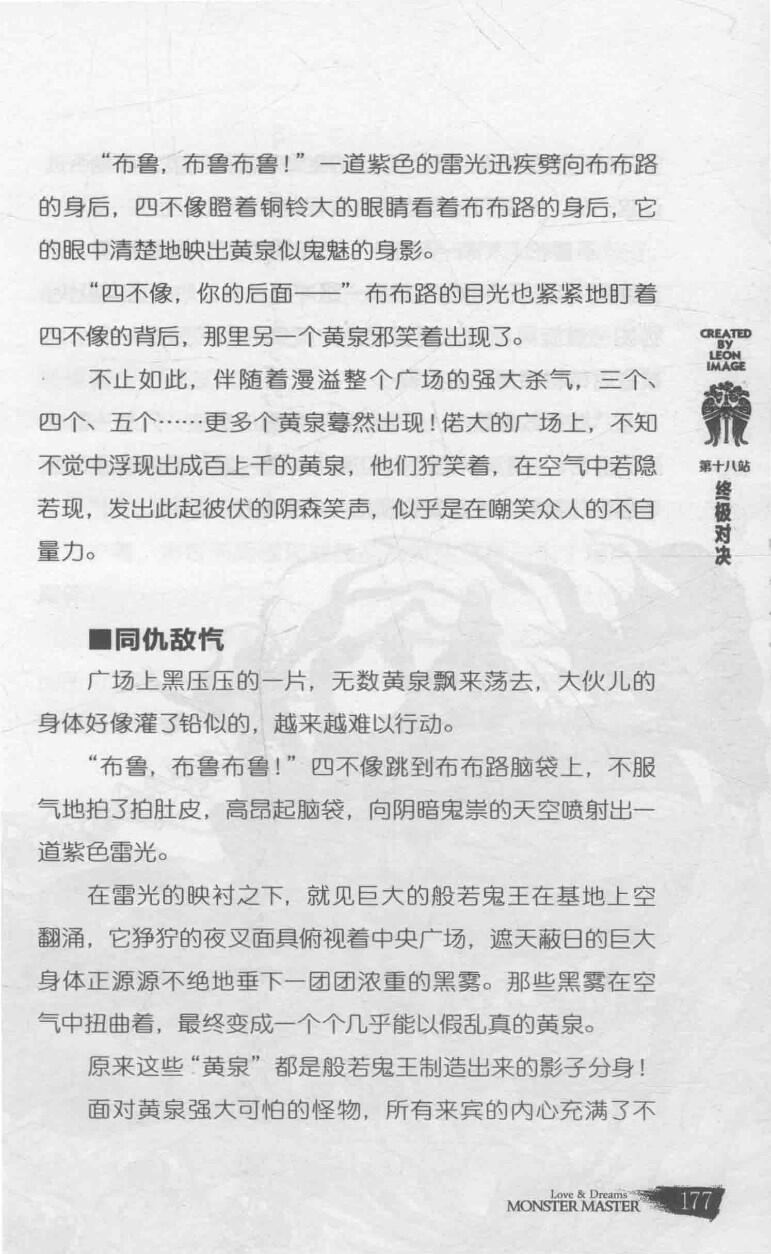 “布鲁，布鲁布鲁！”一道紫色的雷光迅疾劈向布布路
的身后，四不像瞪着铜铃大的眼睛看着布布路的身后，它
的眼中清楚地映出黄泉似鬼魅的身影。
“四不像，你的后面——”布布路的目光也紧紧地盯着
四不像的背后，那里另一个黄泉邪笑着出现了。
不止如此，伴随着漫溢整个广场的强大杀气，三个、
四个、五个……更多个黄泉蓦然出现！偌大的广场上，不知
不觉中浮现出成百上千的黄泉，他们狞笑着，在空气中若隐
若现，发出此起彼伏的阴森笑声，似乎是在嘲笑众人的不自
量力。
■同仇敌忾
广场上黑压压的一片，无数黄泉飘来荡去，大伙儿的
身体好像灌了铅似的，越来越难以行动。
“布鲁，布鲁布鲁！”四不像跳到布布路脑袋上，不服
气地拍了拍肚皮，高昂起脑袋，向阴暗鬼祟的天空喷射出一
道紫色雷光。
在雷光的映衬之下，就见巨大的般若鬼王在基地上空
翻涌，它狰狞的夜叉面具俯视着中央广场，遮天蔽日的巨大
身体正源源不绝地垂下一团团浓重的黑雾。那些黑雾在空
气中扭曲着，最终变成一个个几乎能以假乱真的黄泉。
原来这些“黄泉”都是般若鬼王制造出来的影子分身！
面对黄泉强大可怕的怪物，所有来宾的内心充满了不
CREATED
BY
LEON
IMAGE
第十八站
终极对决
Love & Dreams
MONSTER MASTER 177